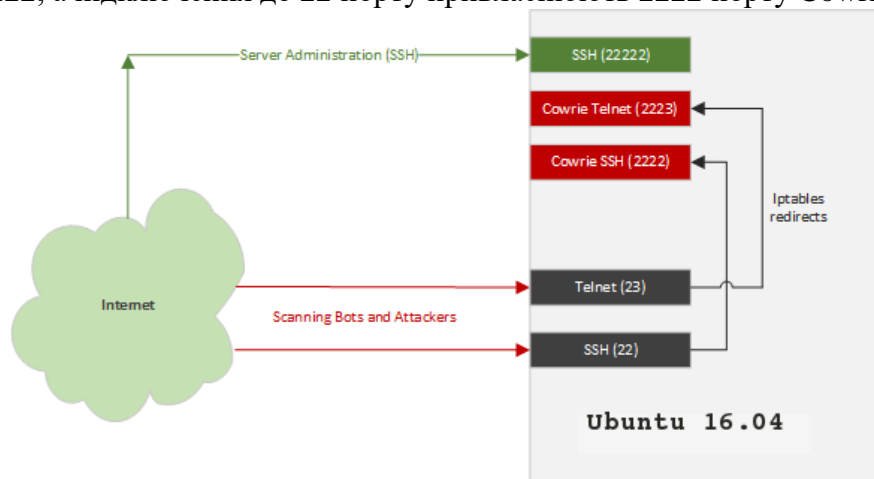 Server Administration (SSH)
SSH (22222)
Cowrie Telnet (2223)
Cowrie SSH (2222)
Iptables
redirects
Internet
Telnet (23)
Scanning Bots and Attackers
SSH (22)
Ubuntu 16.04